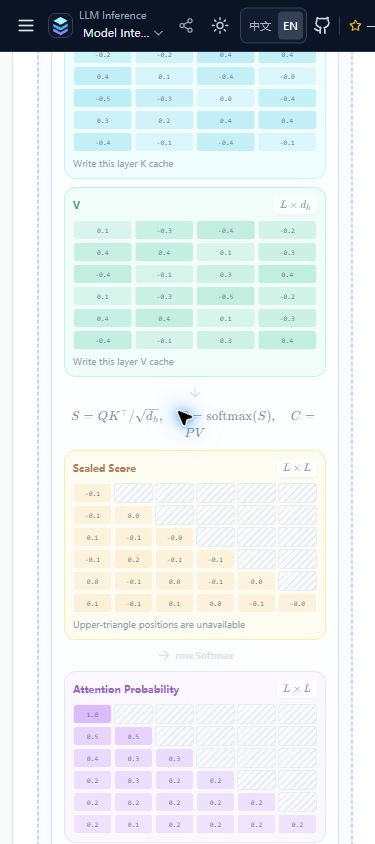 LLM Inference
Model Inte...
中文 EN
-0.2 0.2 0.4 0.4
0.4 0.1 -0.4 -0.0
-0.5 -0.3 0.0 -0.4
0.3 0.2 0.4 0.4
-0.4 -0.1 -0.4 -0.1
Write this layer K cache
V L × dₕ
0.1 -0.3 -0.4 -0.2
0.4 0.4 0.1 -0.3
-0.4 -0.1 0.3 0.4
0.1 -0.3 -0.5 -0.2
0.4 0.4 0.1 -0.3
-0.4 -0.1 0.3 0.4
Write this layer V cache
S = QK⊤/√dₕ, = softmax(S), C =
PV
Scaled Score L × L
-0.1
-0.1 0.0
0.1 -0.1 -0.0
-0.1 0.2 -0.1 -0.1
0.0 -0.1 0.0 -0.1 0.0
0.1 -0.1 0.1 0.0 -0.1 -0.0
Upper-triangle positions are unavailable
→ row Softmax
Attention Probability L × L
1.0
0.5 0.5
0.4 0.3 0.3
0.2 0.3 0.2 0.2
0.2 0.2 0.2 0.2 0.2
0.2 0.1 0.2 0.2 0.2 0.2